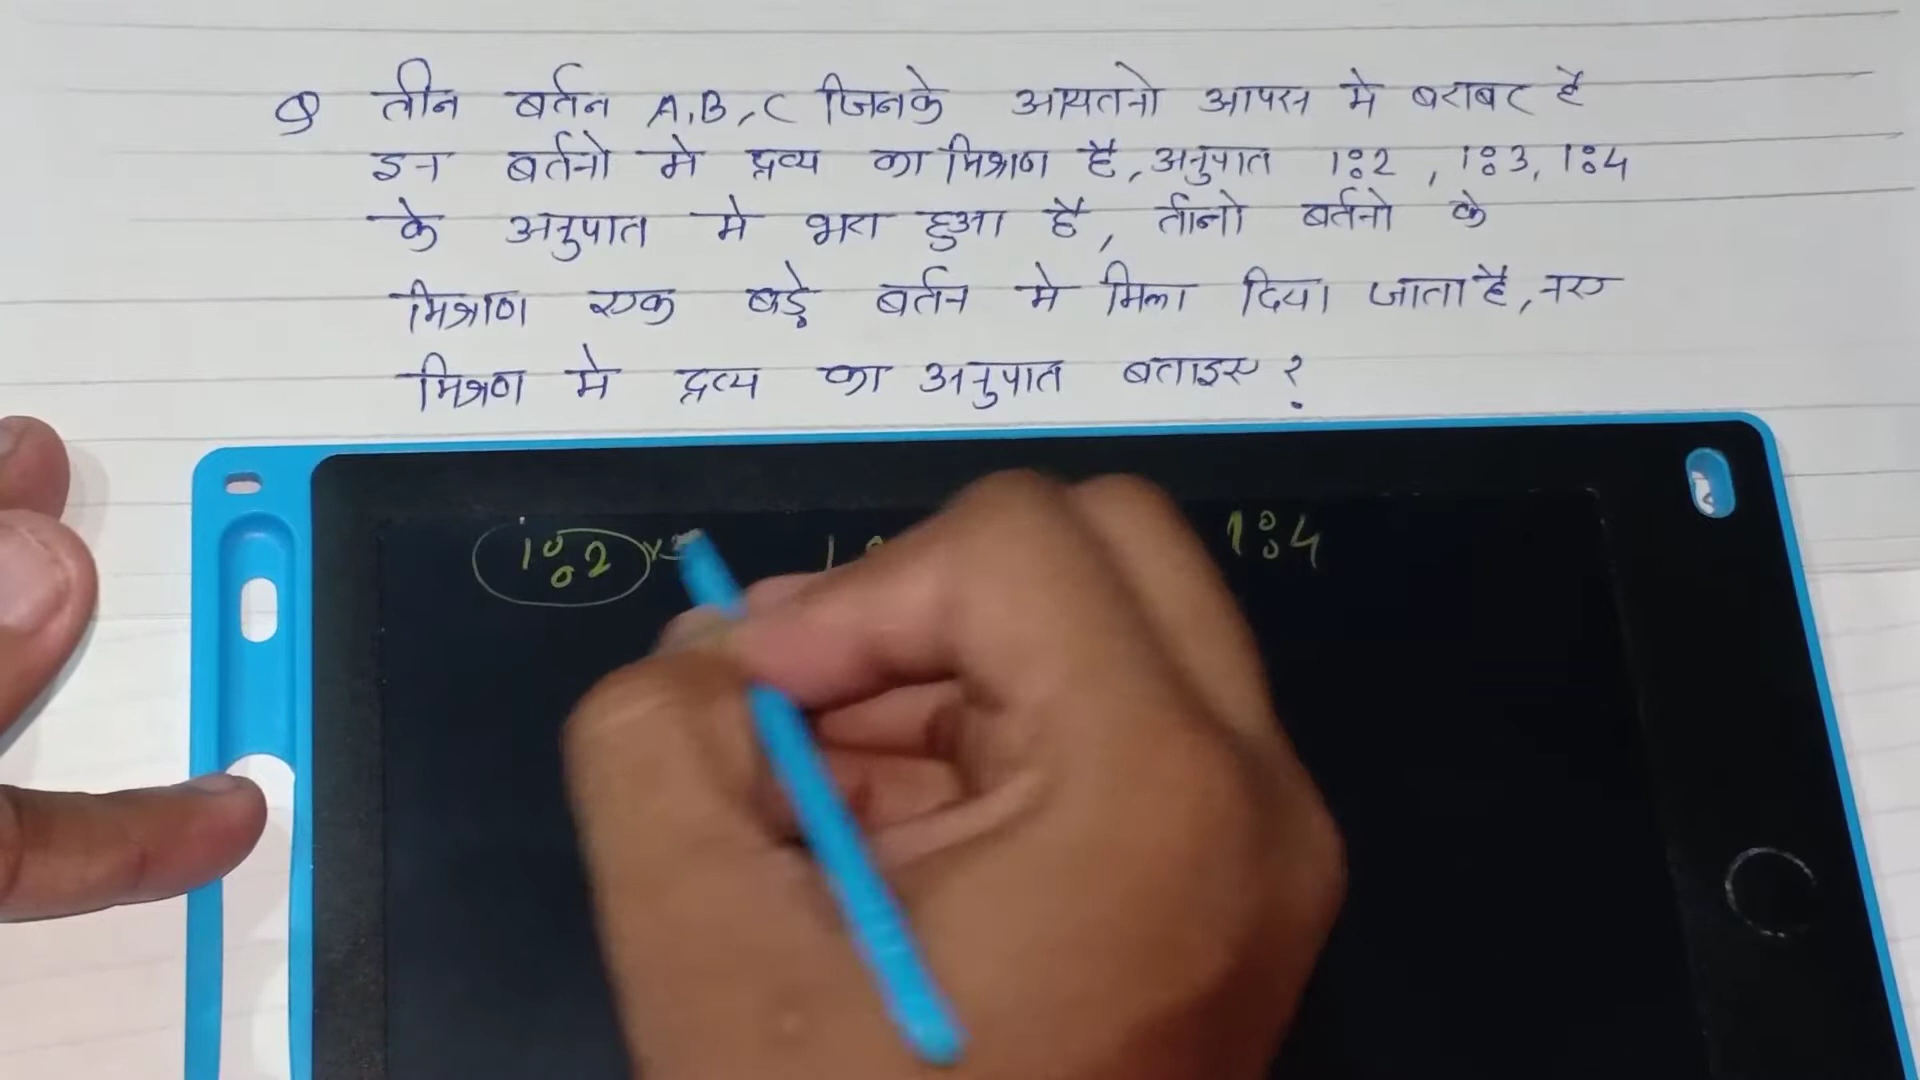 Q तीन बर्तन A,B,C जिनके आयतनो आपस मे बराबर है
इन बर्तनो मे द्रव्य का मिश्रण है, अनुपात 1:2, 1:3, 1:4
के अनुपात मे भरा हुआ है, तीनो बर्तनो के
मिश्रण एक बड़े बर्तन मे मिला दिया जाता है, नए
मिश्रण मे द्रव्य का अनुपात बताइए ?
1:2 1:4